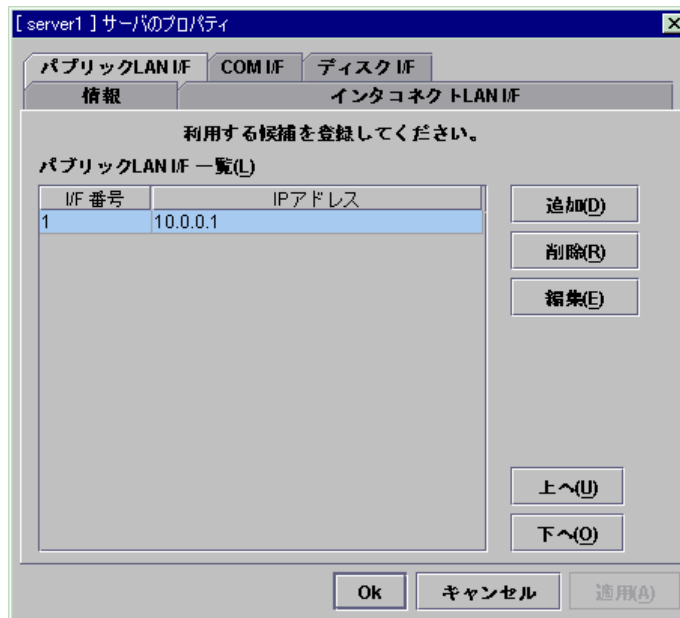 [ server1 ] サーバのプロパティ
パブリックLAN I/F COM I/F ディスク I/F
情報 インタコネクトLAN I/F
利用する候補を登録してください。
パブリックLAN I/F 一覧(L)
I/F 番号 IPアドレス
1 10.0.0.1
追加(D)
削除(R)
編集(E)
上へ(U)
下へ(O)
Ok キャンセル 適用(A)